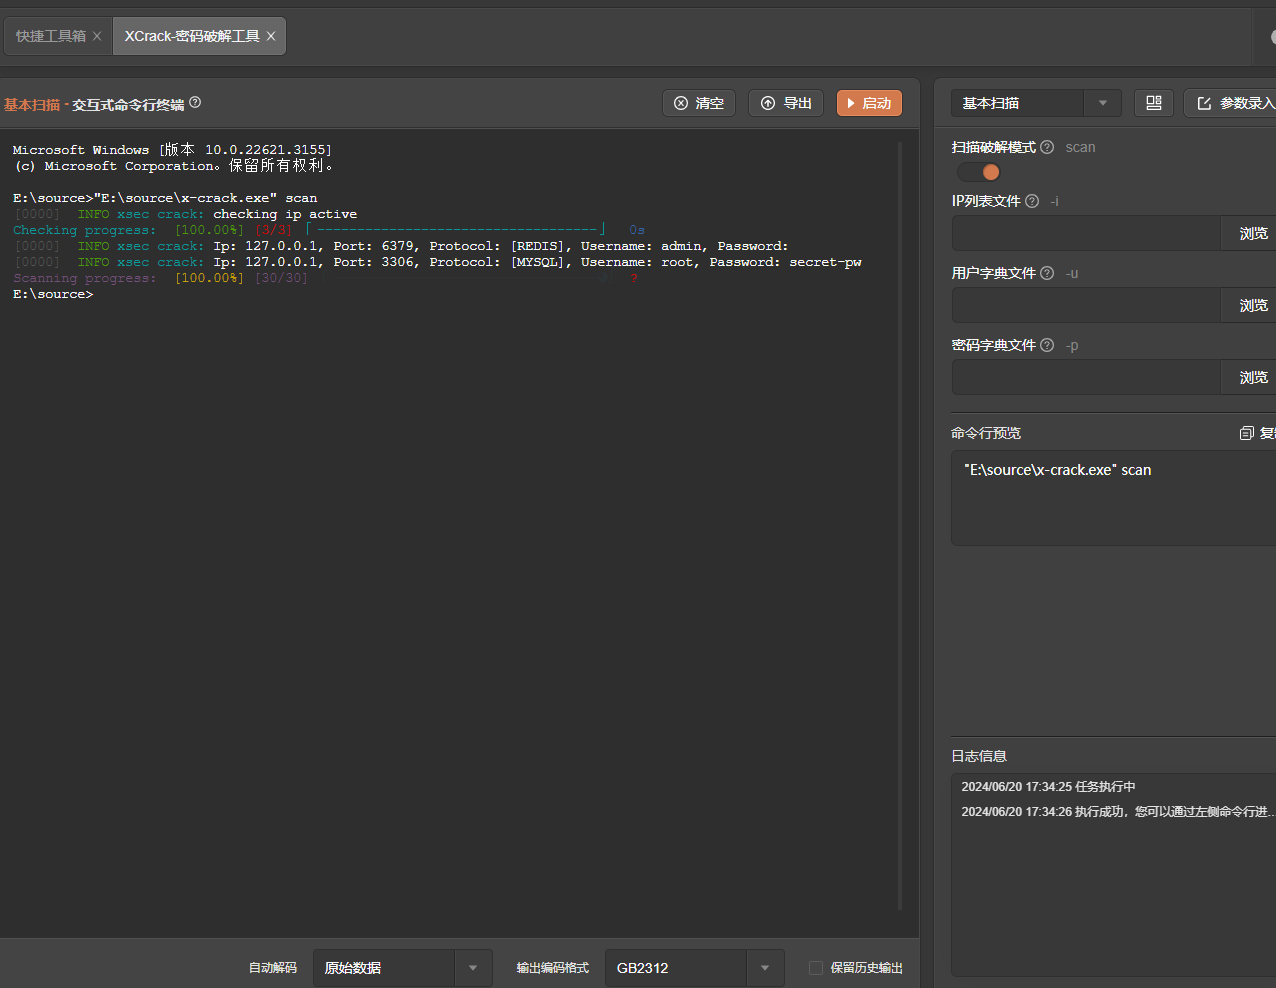 快捷工具箱
XCrack-密码破解工具
基本扫描 - 交互式命令行终端
清空
导出
启动
Microsoft Windows [版本 10.0.22621.3155]
(c) Microsoft Corporation。保留所有权利。
E:\source>"E:\source\x-crack.exe" scan
[0000] INFO xsec crack: checking ip active
Checking progress: [100.00%] [3/3] 0s
[0000] INFO xsec crack: Ip: 127.0.0.1, Port: 6379, Protocol: [REDIS], Username: admin, Password:
[0000] INFO xsec crack: Ip: 127.0.0.1, Port: 3306, Protocol: [MYSQL], Username: root, Password: secret-pw
Scanning progress: [100.00%] [30/30] ?
E:\source>
自动解码
原始数据
输出编码格式
GB2312
保留历史输出
基本扫描
参数录入
扫描破解模式 scan
IP列表文件 -i
浏览
用户字典文件 -u
浏览
密码字典文件 -p
浏览
命令行预览
"E:\source\x-crack.exe" scan
日志信息
2024/06/20 17:34:25 任务执行中
2024/06/20 17:34:26 执行成功，您可以通过左侧命令行进...